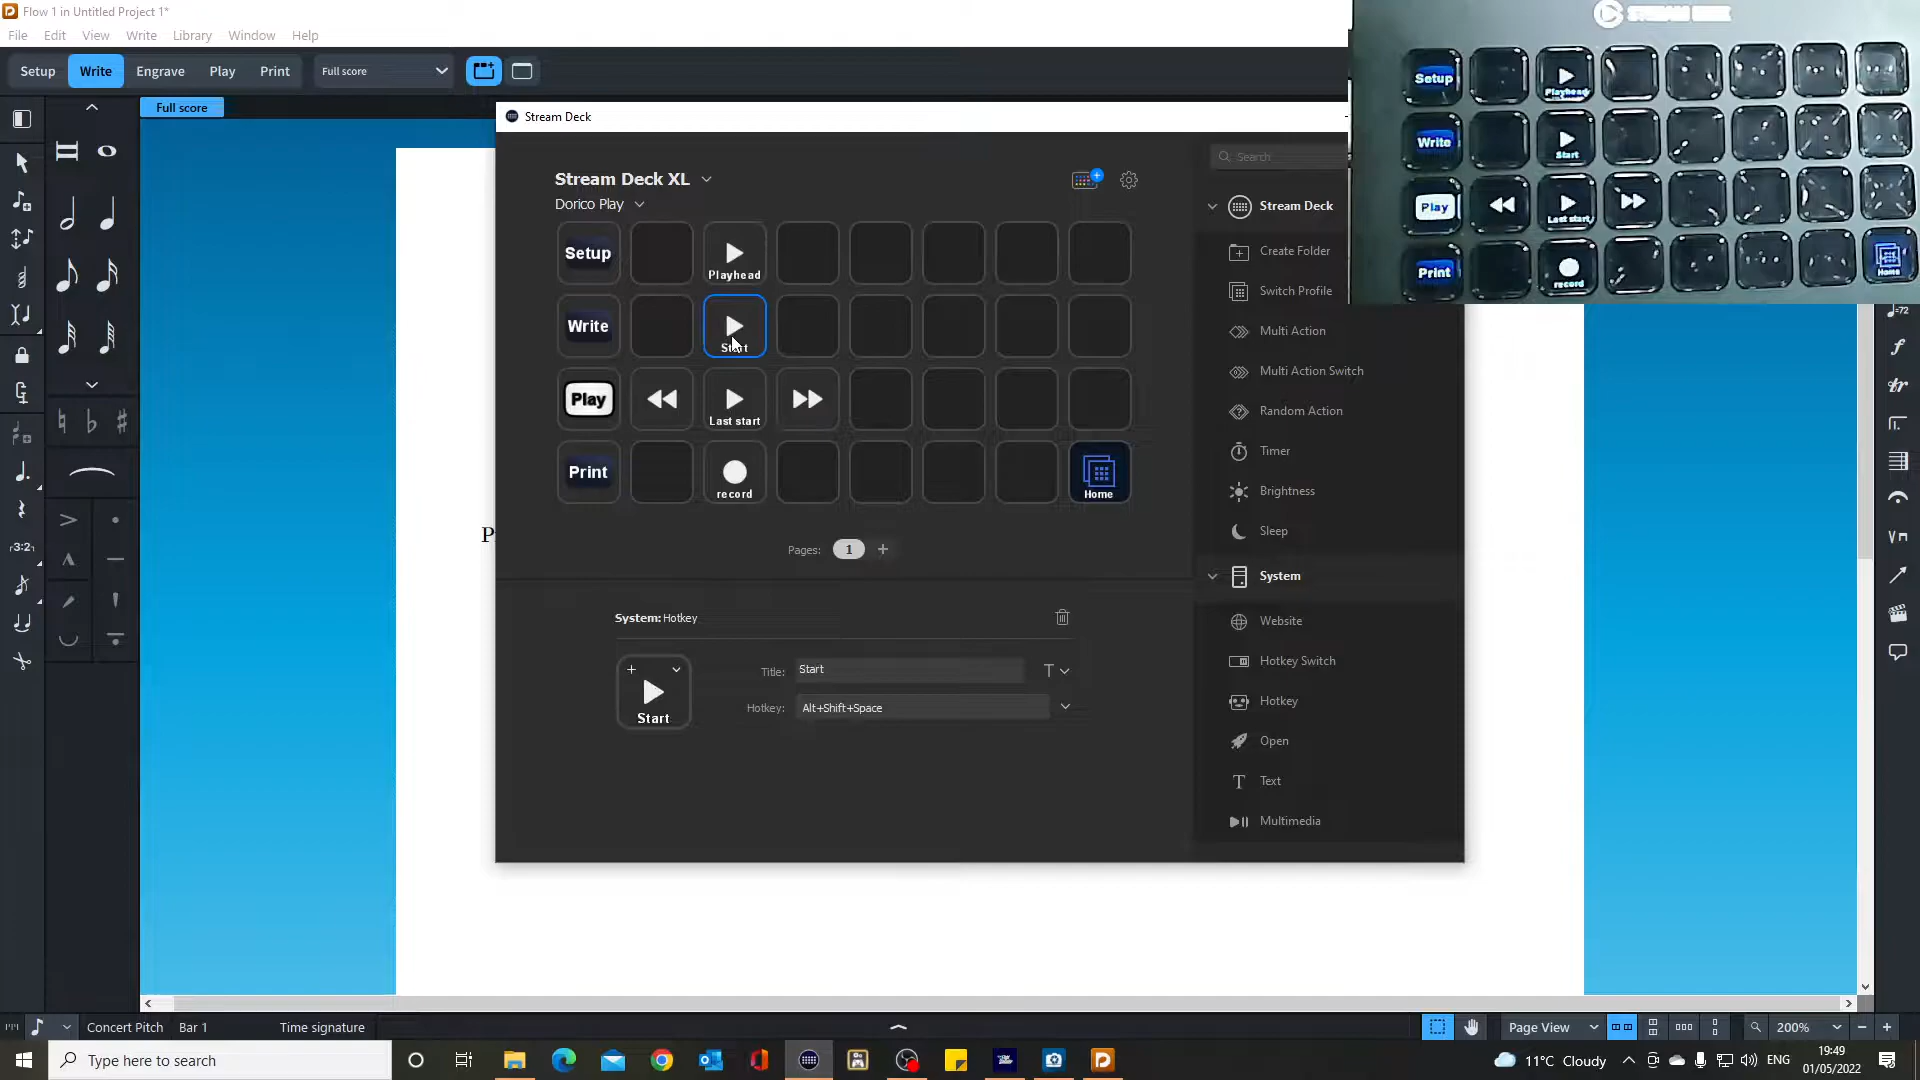 Flow 1 in Untitled Project 1*
File Edit View Write Library Window Help
Setup Write Engrave Play Print Full score
Full score
Stream Deck
Stream Deck XL
Dorico Play
Setup
Playhead
Write
Start
Play
Last start
Print
record
Home
Pages: 1 +
System: Hotkey
Title: Start
Hotkey: Alt+Shift+Space
Start
Search
Stream Deck
Create Folder
Switch Profile
Multi Action
Multi Action Switch
Random Action
Timer
Brightness
Sleep
System
Website
Hotkey Switch
Hotkey
Open
Text
Multimedia
STREAM DECK
Setup
Playhead
Write
Start
Play
Last start
Print
record
Home
=72
3:2
P
Concert Pitch Bar 1 Time signature
Page View 200%
Type here to search
11°C Cloudy
ENG
19:49
01/05/2022